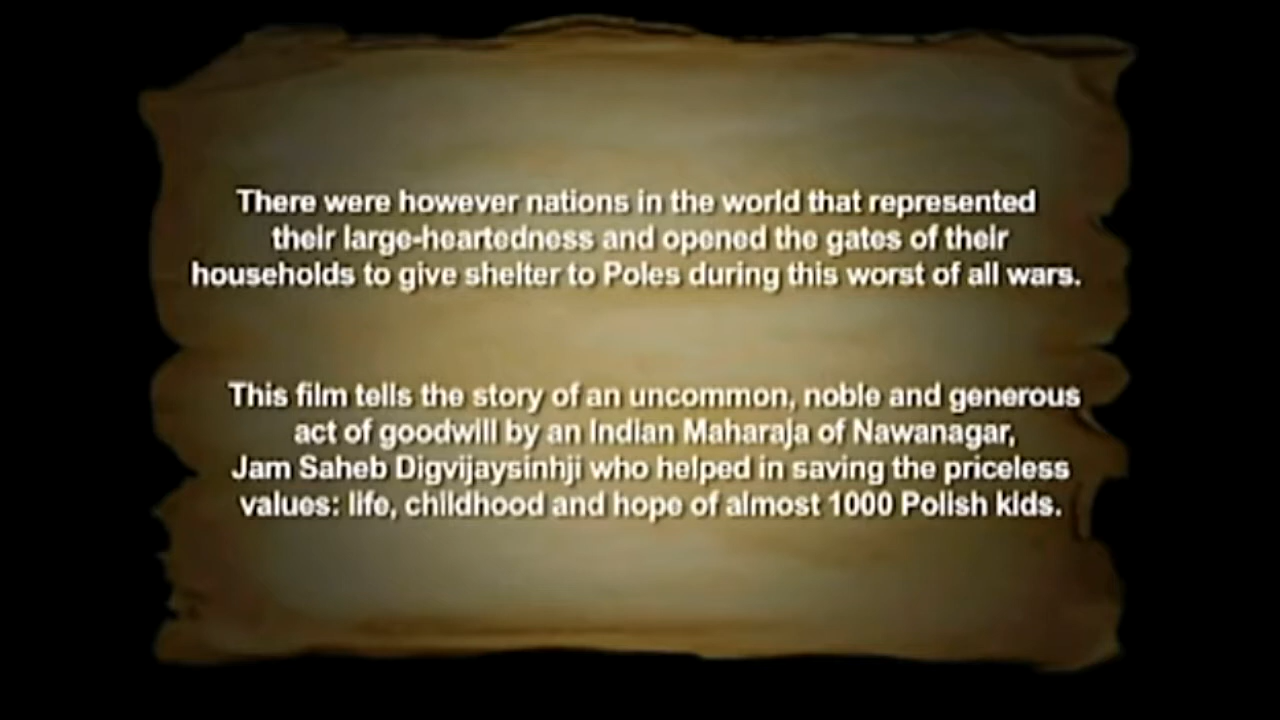 There were however nations in the world that represented
their large-heartedness and opened the gates of their
households to give shelter to Poles during this worst of all wars.
This film tells the story of an uncommon, noble and generous
act of goodwill by an Indian Maharaja of Nawanagar,
Jam Saheb Digvijaysinhji who helped in saving the priceless
values: life, childhood and hope of almost 1000 Polish kids.